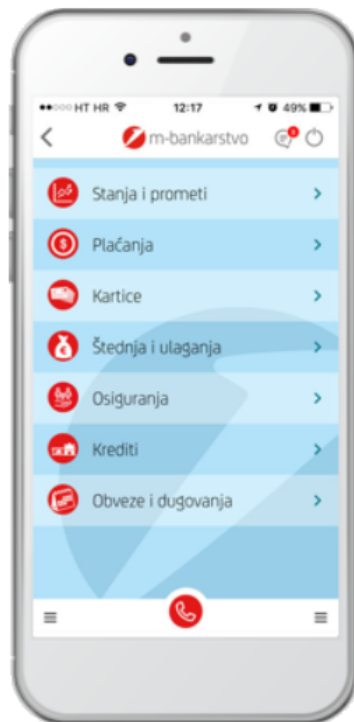 HT HR 12:17 49%
m-bankarstvo
Stanja i prometi
Plaćanja
Kartice
Štednja i ulaganja
Osiguranja
Krediti
Obveze i dugovanja